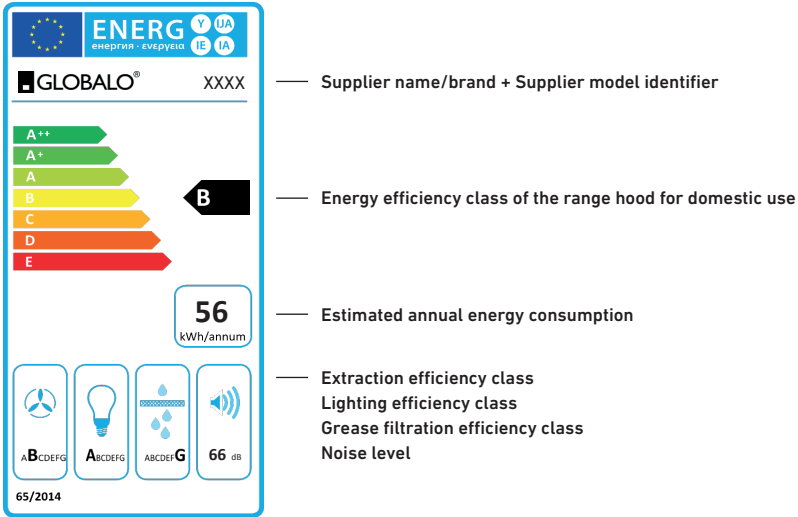 ENERG Y IJA
енергия · ενεργεια IE IA
GLOBALO® XXXX
Supplier name/brand + Supplier model identifier
A++
A+
A
B
B
Energy efficiency class of the range hood for domestic use
C
D
E
56
kWh/annum
Estimated annual energy consumption
ABCDEFG
ABCDEFG
ABCDEFG
66 dB
Extraction efficiency class
Lighting efficiency class
Grease filtration efficiency class
Noise level
65/2014